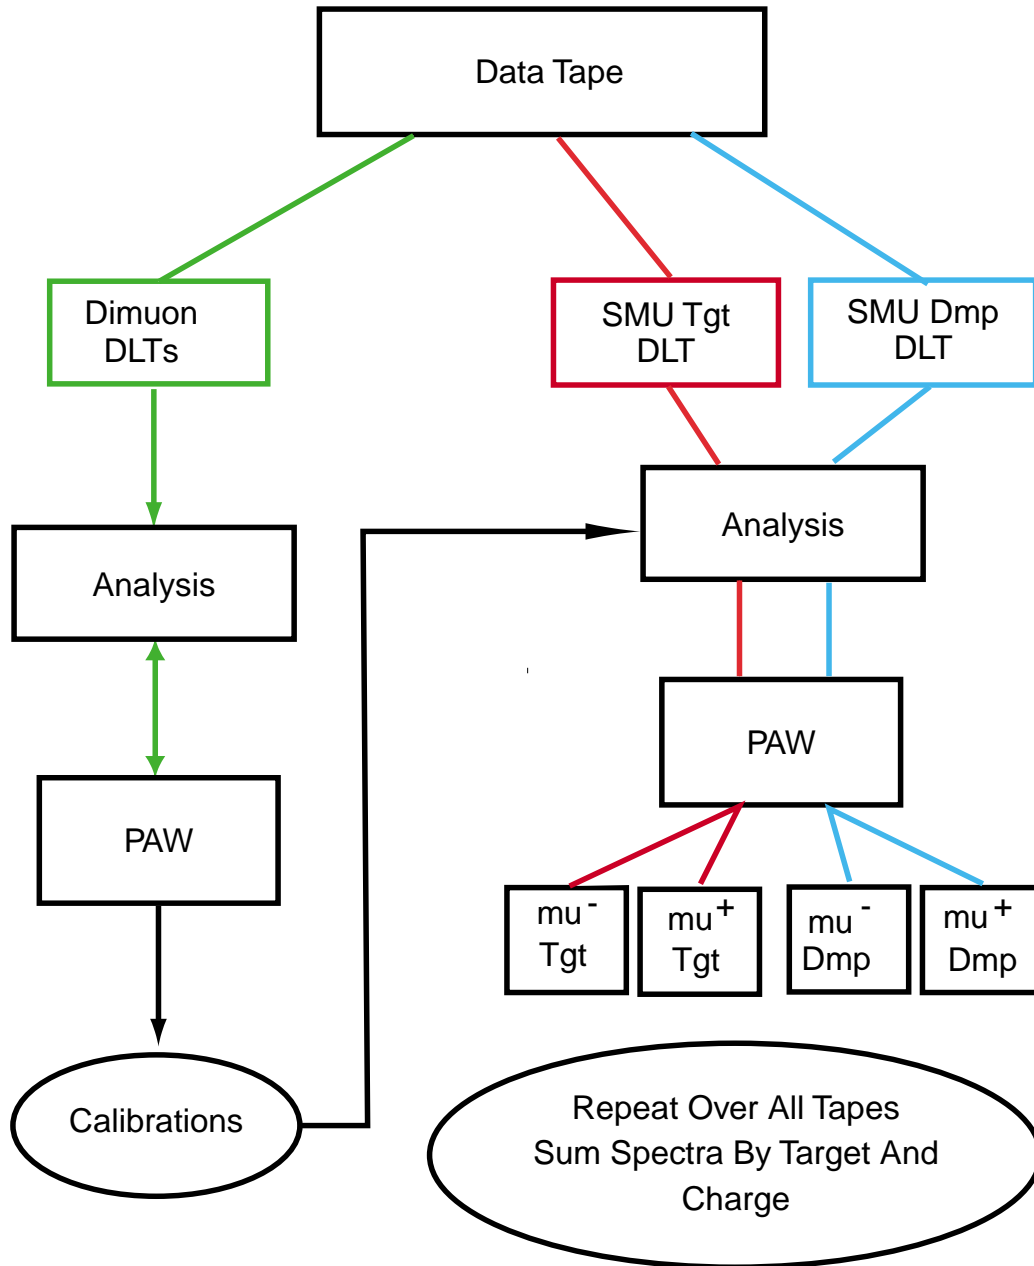 Data Tape
Dimuon
DLTs
SMU Tgt
DLT
SMU Dmp
DLT
Analysis
Analysis
PAW
PAW
mu -
Tgt
mu +
Tgt
mu -
Dmp
mu +
Dmp
Calibrations
Repeat Over All Tapes
Sum Spectra By Target And
Charge